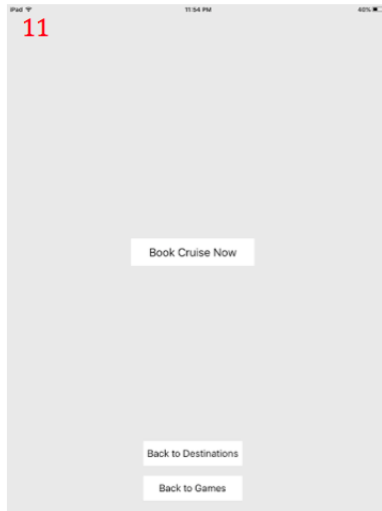 iPad 11:54 PM 40%
11
Book Cruise Now
Back to Destinations
Back to Games